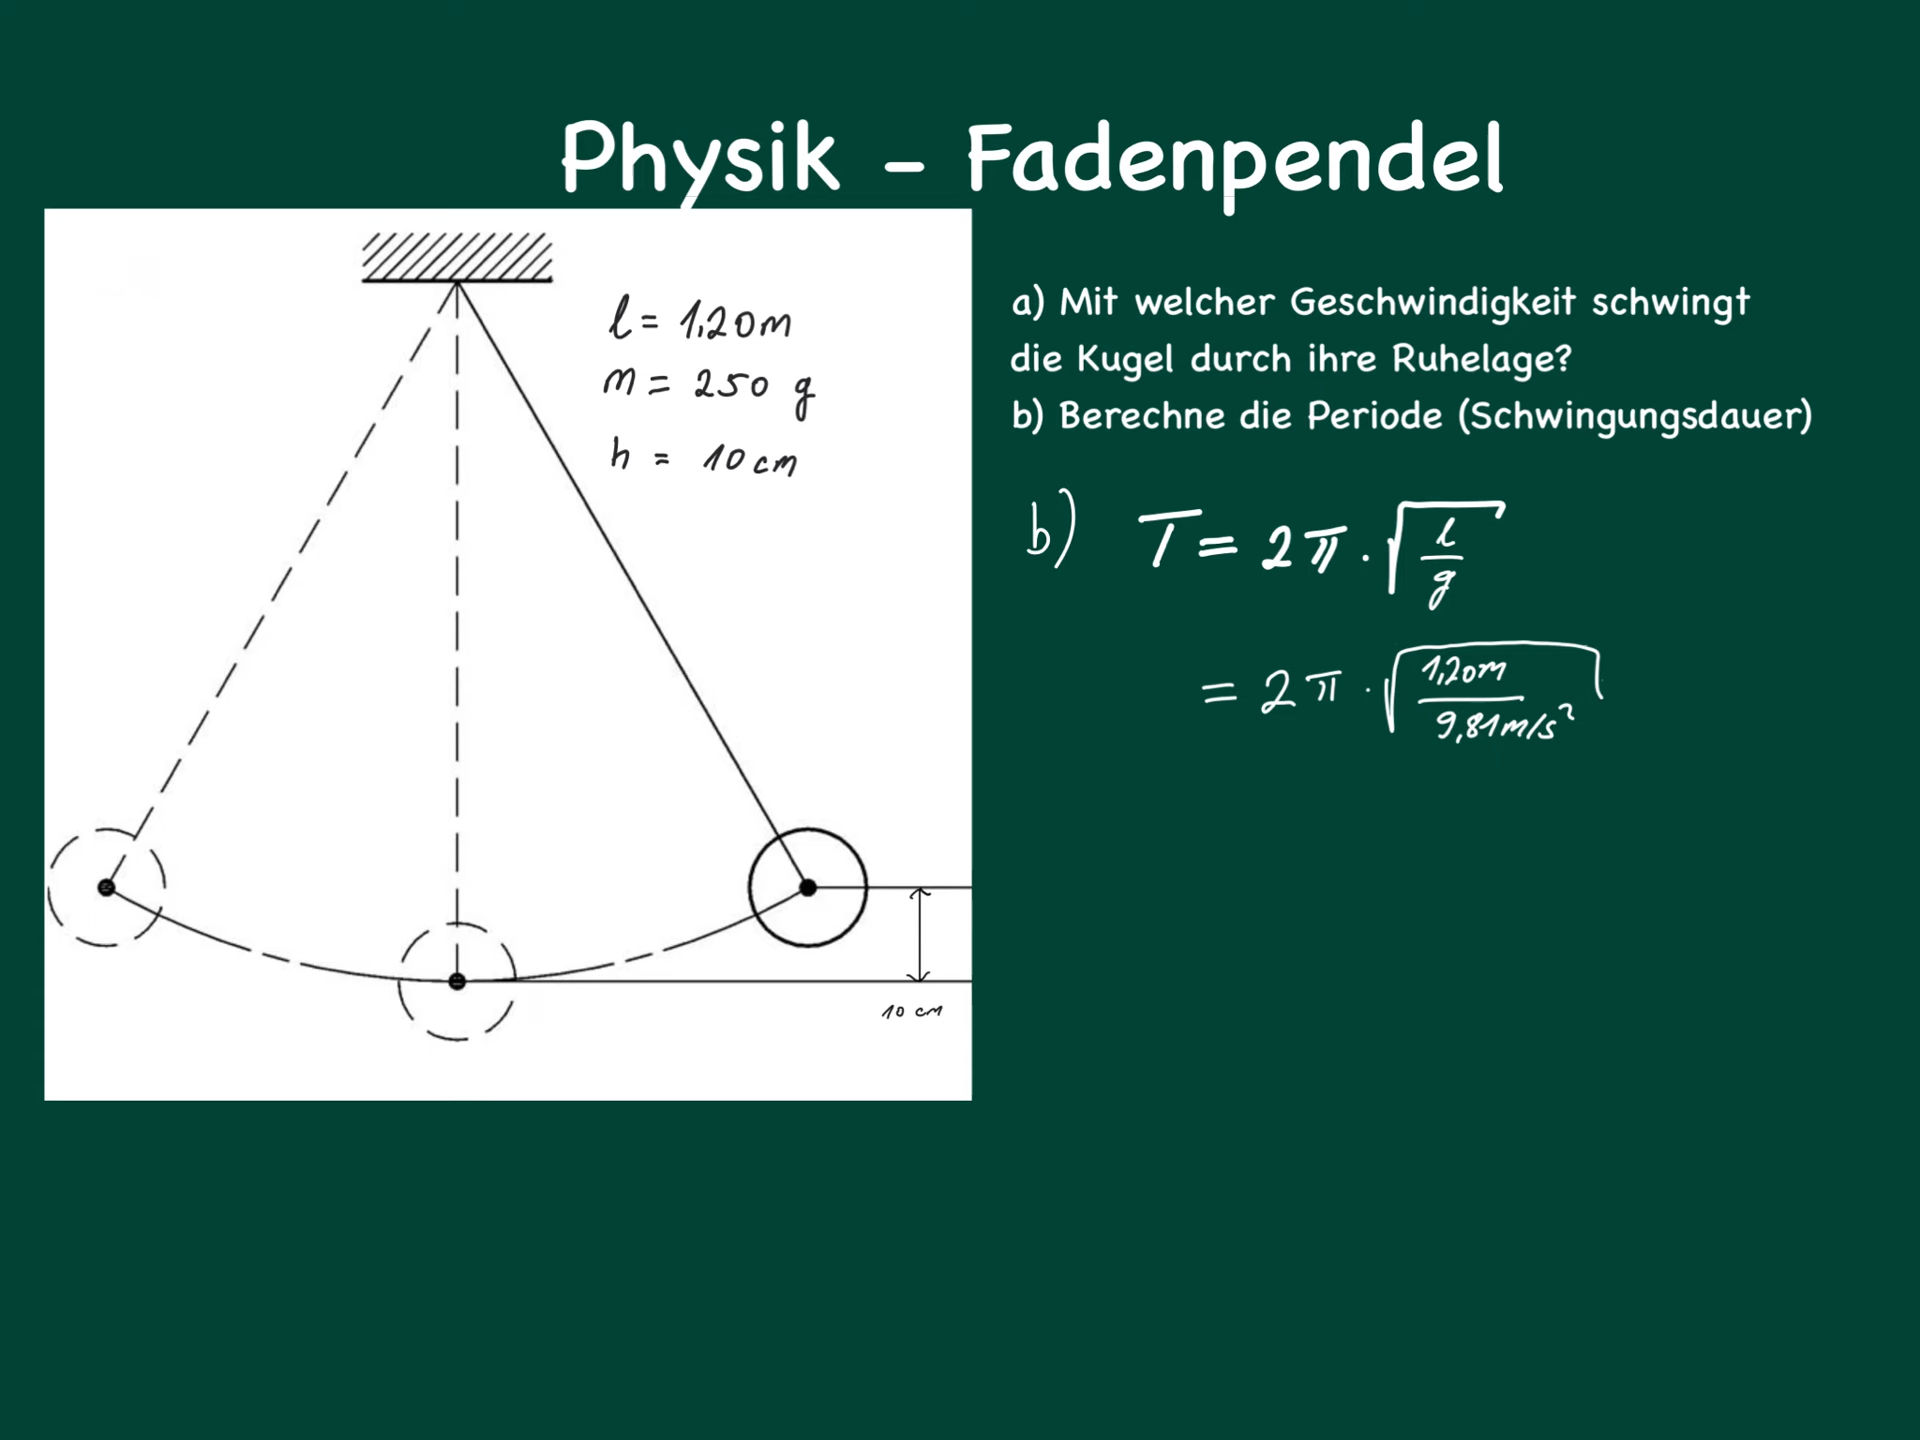 Physik - Fadenpendel
l = 1,20m
m = 250 g
h = 10 cm
10 cm
a) Mit welcher Geschwindigkeit schwingt
die Kugel durch ihre Ruhelage?
b) Berechne die Periode (Schwingungsdauer)
b) T = 2π · √(l/g)
= 2π · √(1,20m / 9,81m/s²)